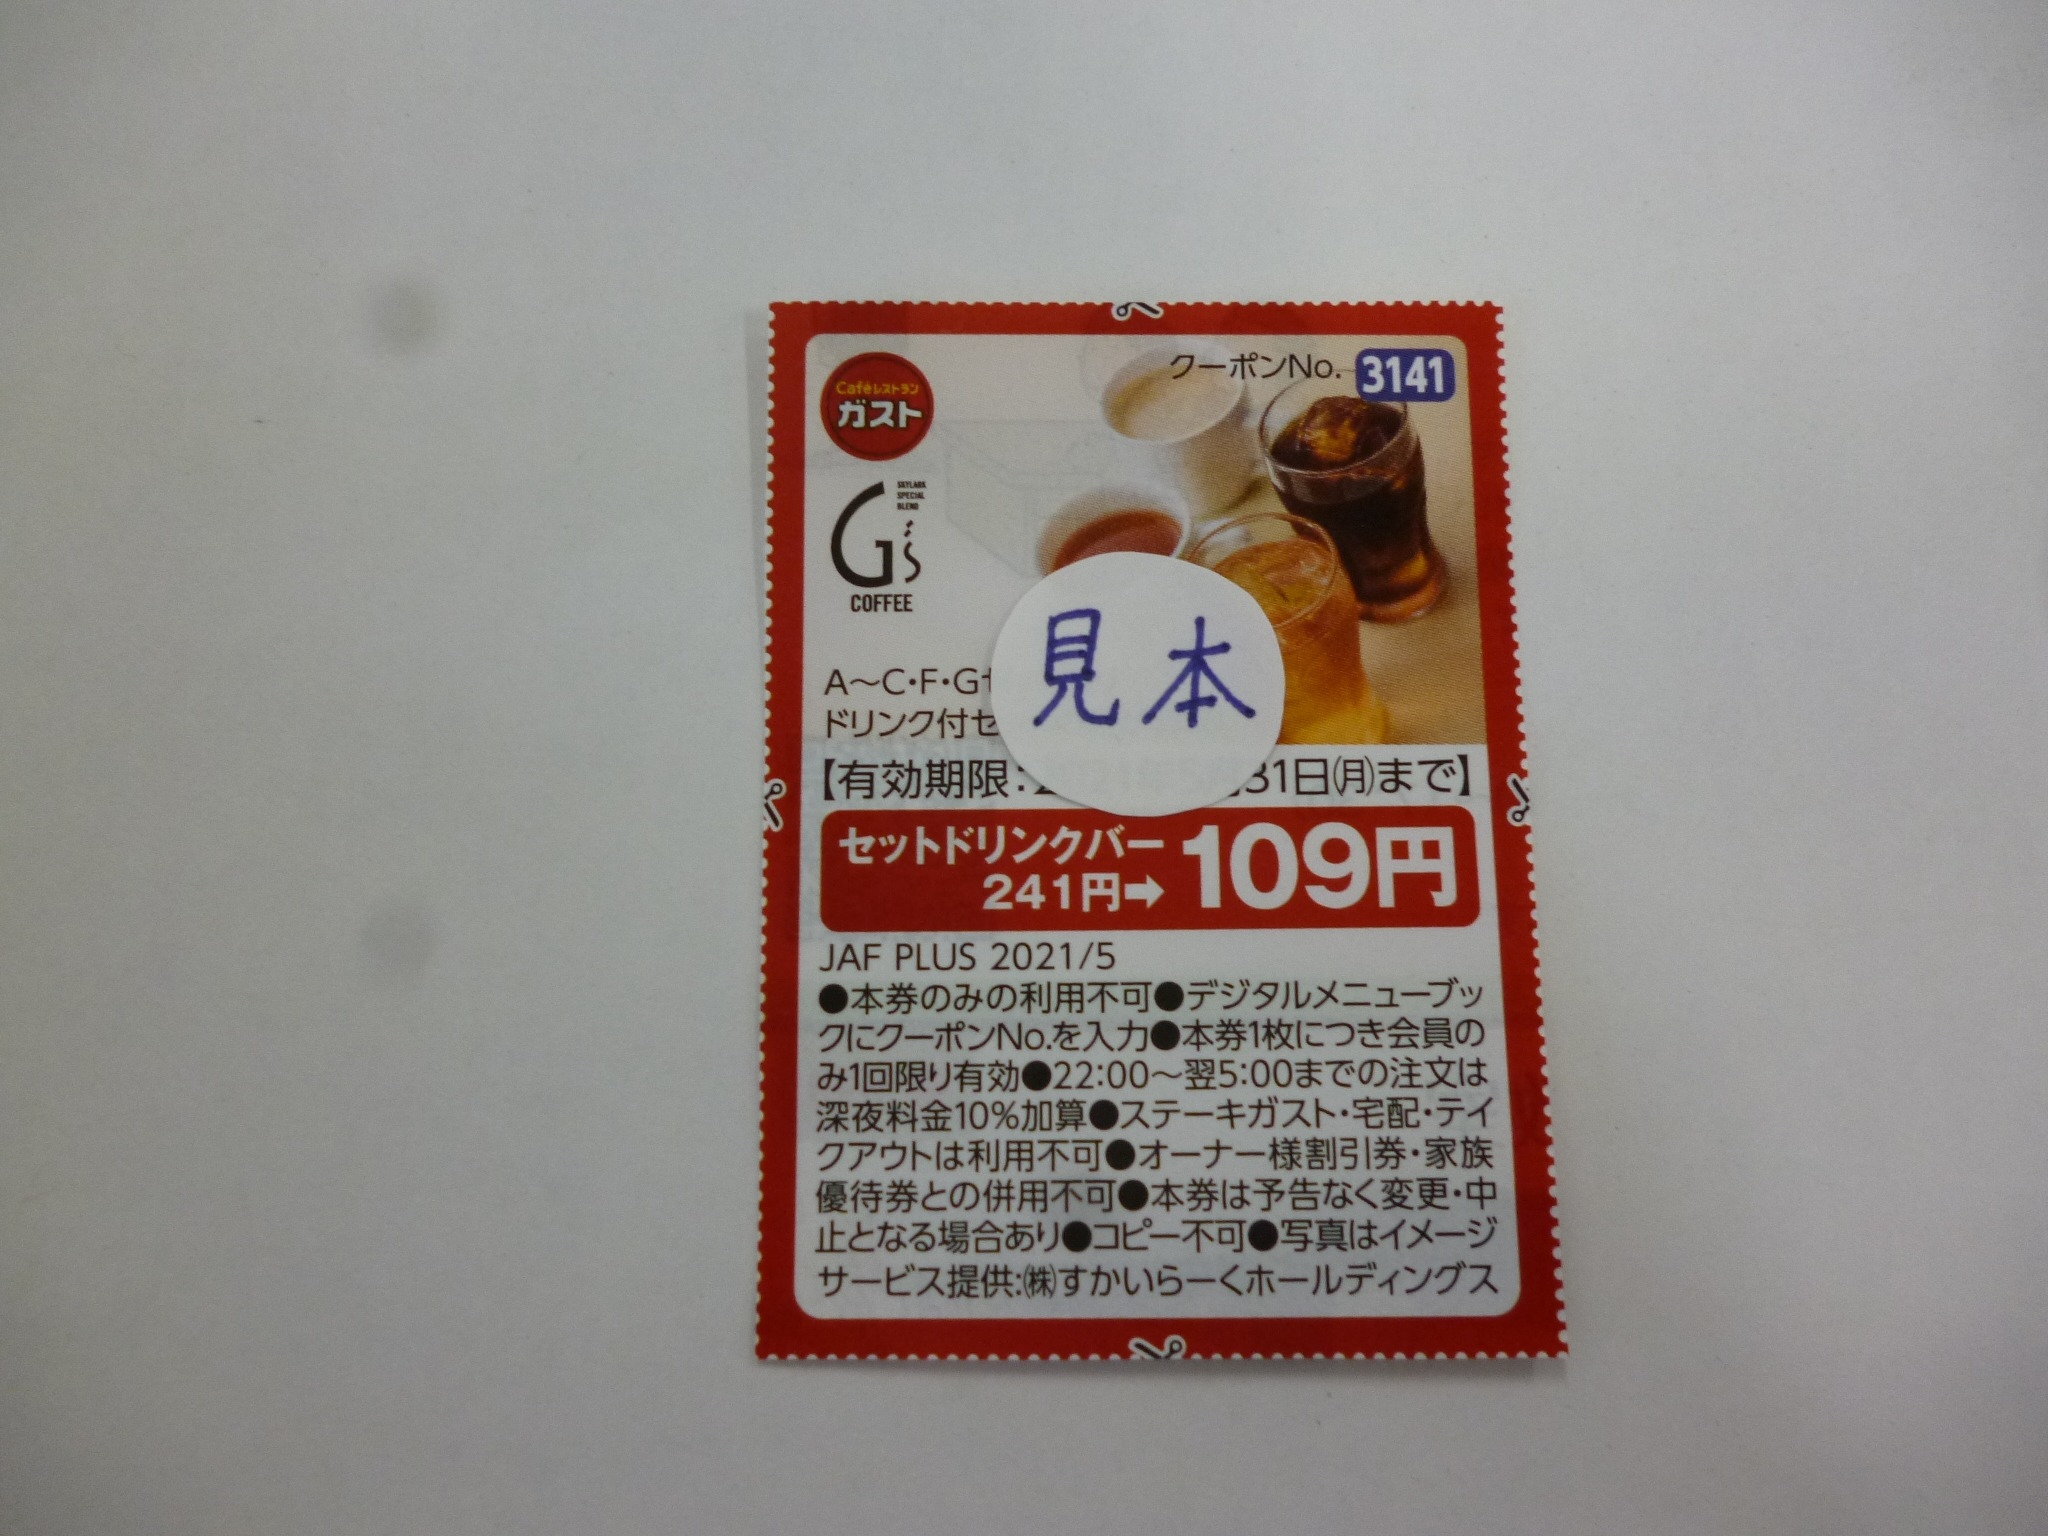 クーポンNo. 3141
Caféレストラン
ガスト
SKYLARK
SPECIAL
BLEND
G's
COFFEE
見本
A～C・F・G
ドリンク付セ
【有効期限: 31日(月)まで】
セットドリンクバー
241円➡109円
JAF PLUS 2021/5
●本券のみの利用不可●デジタルメニューブッ
クにクーポンNo.を入力●本券1枚につき会員の
み1回限り有効●22:00～翌5:00までの注文は
深夜料金10%加算●ステーキガスト・宅配・テイ
クアウトは利用不可●オーナー様割引券・家族
優待券との併用不可●本券は予告なく変更・中
止となる場合あり●コピー不可●写真はイメージ
サービス提供:㈱すかいらーくホールディングス